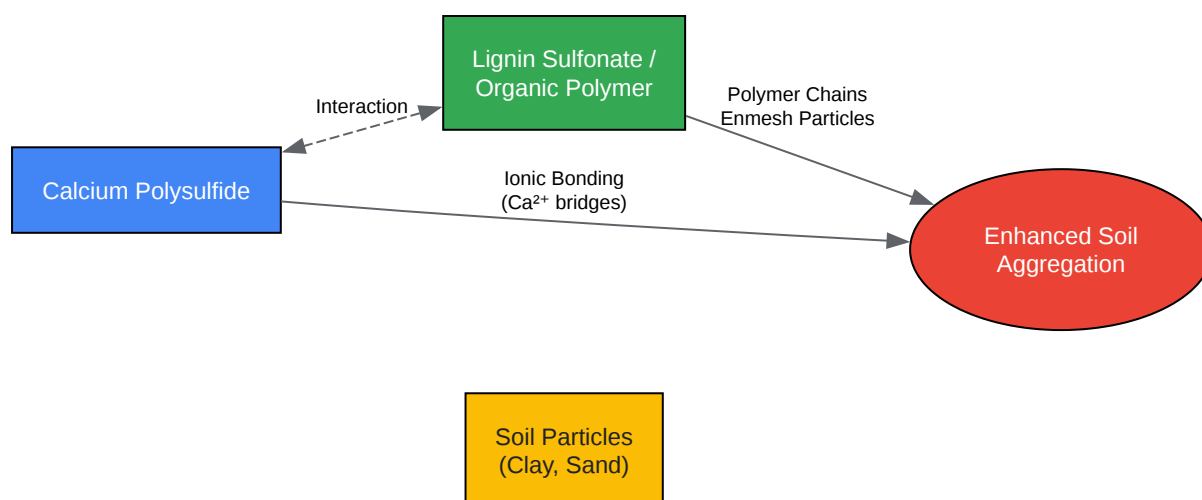 Lignin Sulfonate /
Organic Polymer
Interaction
Polymer Chains
Enmesh Particles
Calcium Polysulfide
Ionic Bonding
(Ca²⁺ bridges)
Enhanced Soil
Aggregation
Soil Particles
(Clay, Sand)